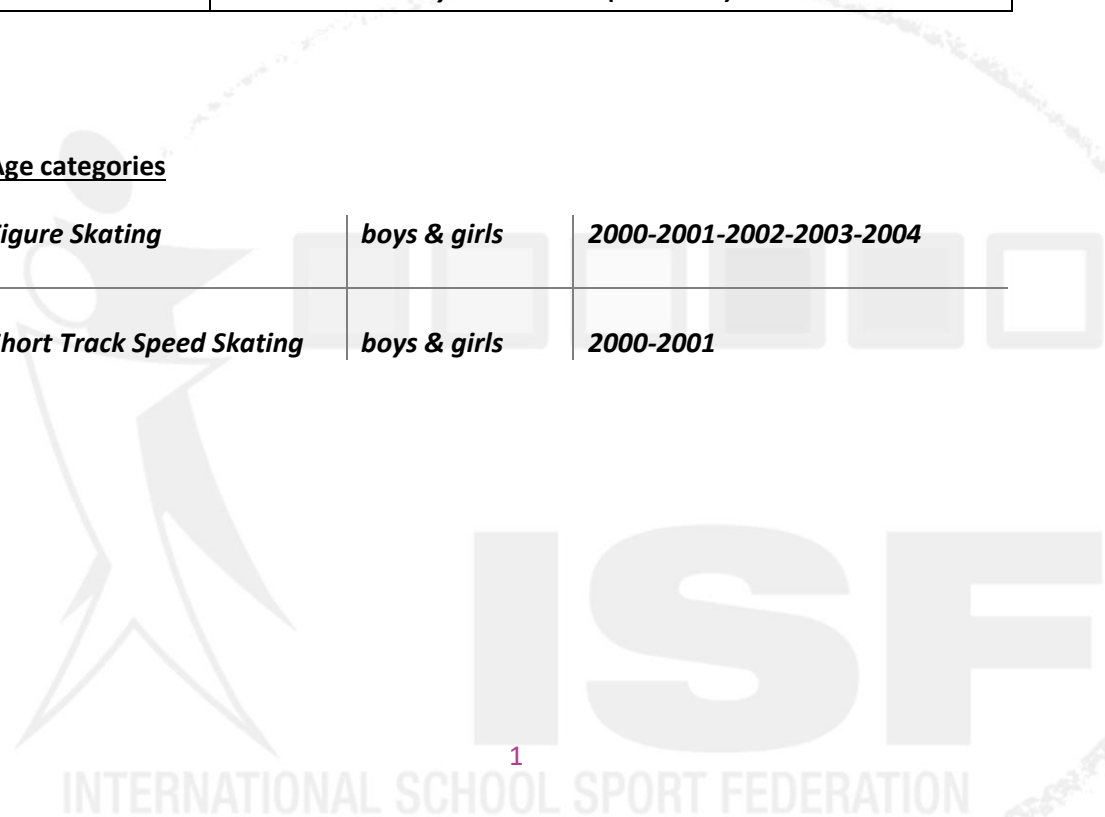 Age categories
Figure Skating boys & girls 2000-2001-2002-2003-2004
Short Track Speed Skating boys & girls 2000-2001
ISF
1
INTERNATIONAL SCHOOL SPORT FEDERATION